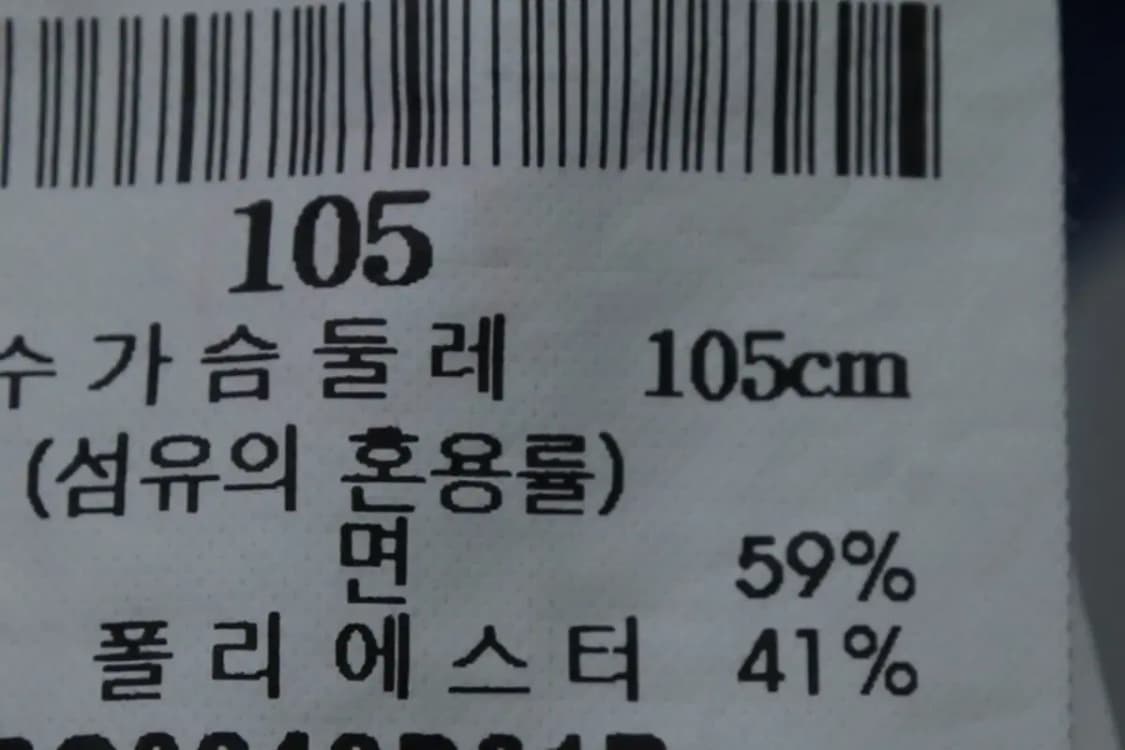 105
수가슴둘레 105cm
(섬유의 혼용률)
면 59%
폴리에스터 41%